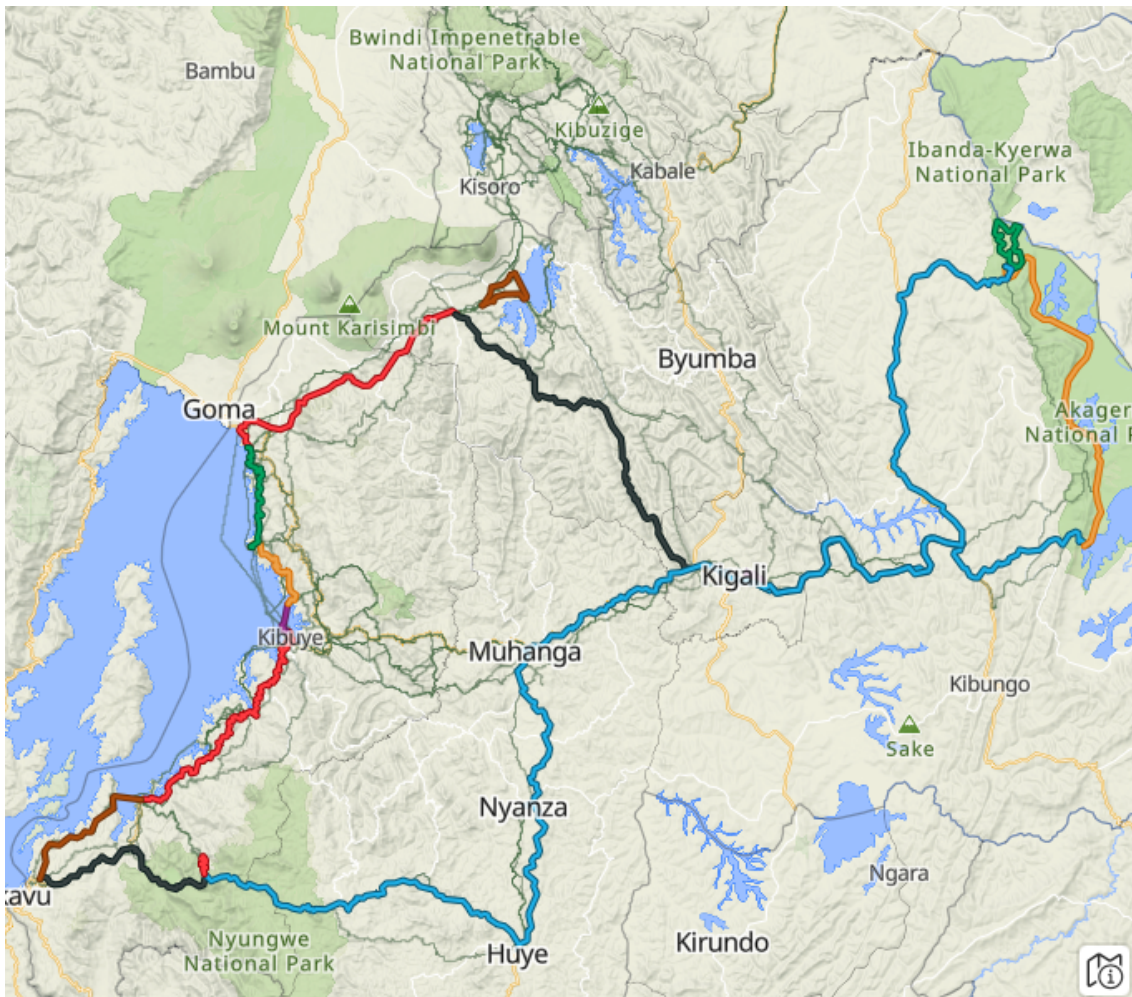 Bwindi Impenetrable
National Park
Bambu
Kibuzige
Kabale
Kisoro
Ibanda-Kyerwa
National Park
Mount Karisimbi
Byumba
Goma
Akager
National P
Kigali
Kibuye
Muhanga
Kibungo
Sake
Nyanza
Ngara
kavu
Nyungwe
National Park
Huye
Kirundo